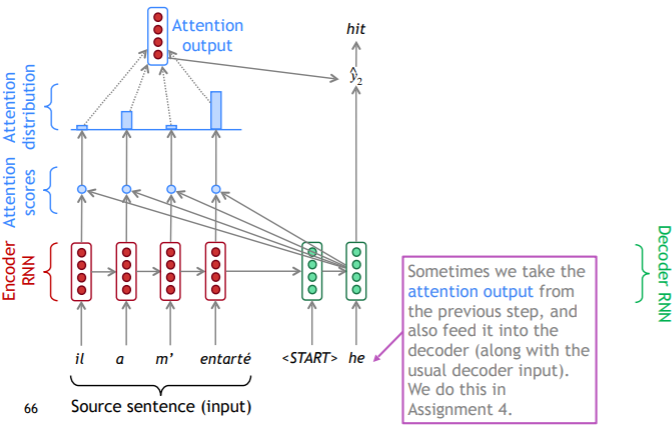 Attention
output
hit
ŷ₂
Attention
distribution
Attention
scores
Encoder
RNN
Decoder RNN
Sometimes we take the
attention output from
the previous step, and
also feed it into the
decoder (along with the
usual decoder input).
We do this in
Assignment 4.
il a m’ entarté <START> he
Source sentence (input)
66